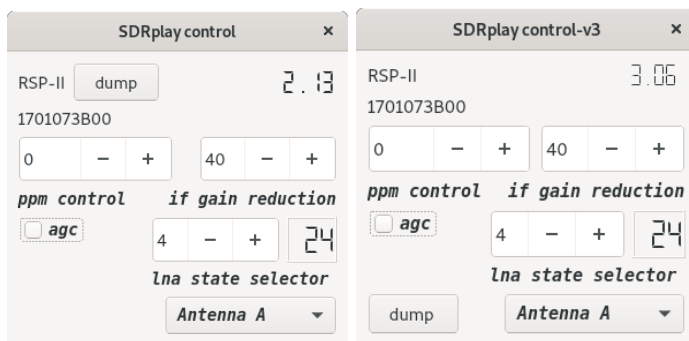 SDRplay control ×
RSP-II dump 2.13
1701073B00
0 − + 40 − +
ppm control if gain reduction
agc 4 − + 24
lna state selector
Antenna A
SDRplay control-v3 ×
RSP-II 3.06
1701073B00
0 − + 40 − +
ppm control if gain reduction
agc 4 − + 24
lna state selector
dump Antenna A